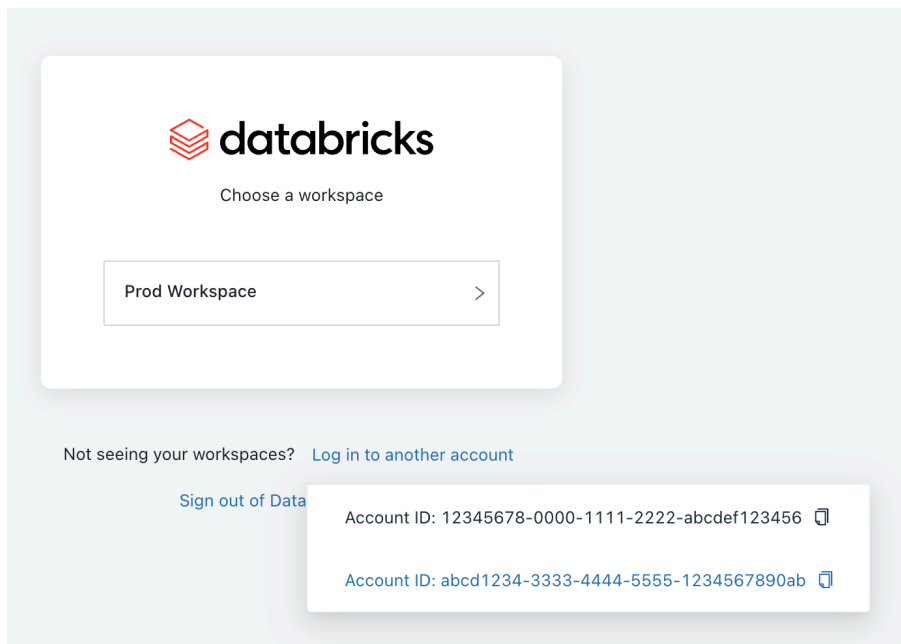 databricks
Choose a workspace
Prod Workspace
Not seeing your workspaces? Log in to another account
Sign out of Data
Account ID: 12345678-0000-1111-2222-abcdef123456
Account ID: abcd1234-3333-4444-5555-1234567890ab